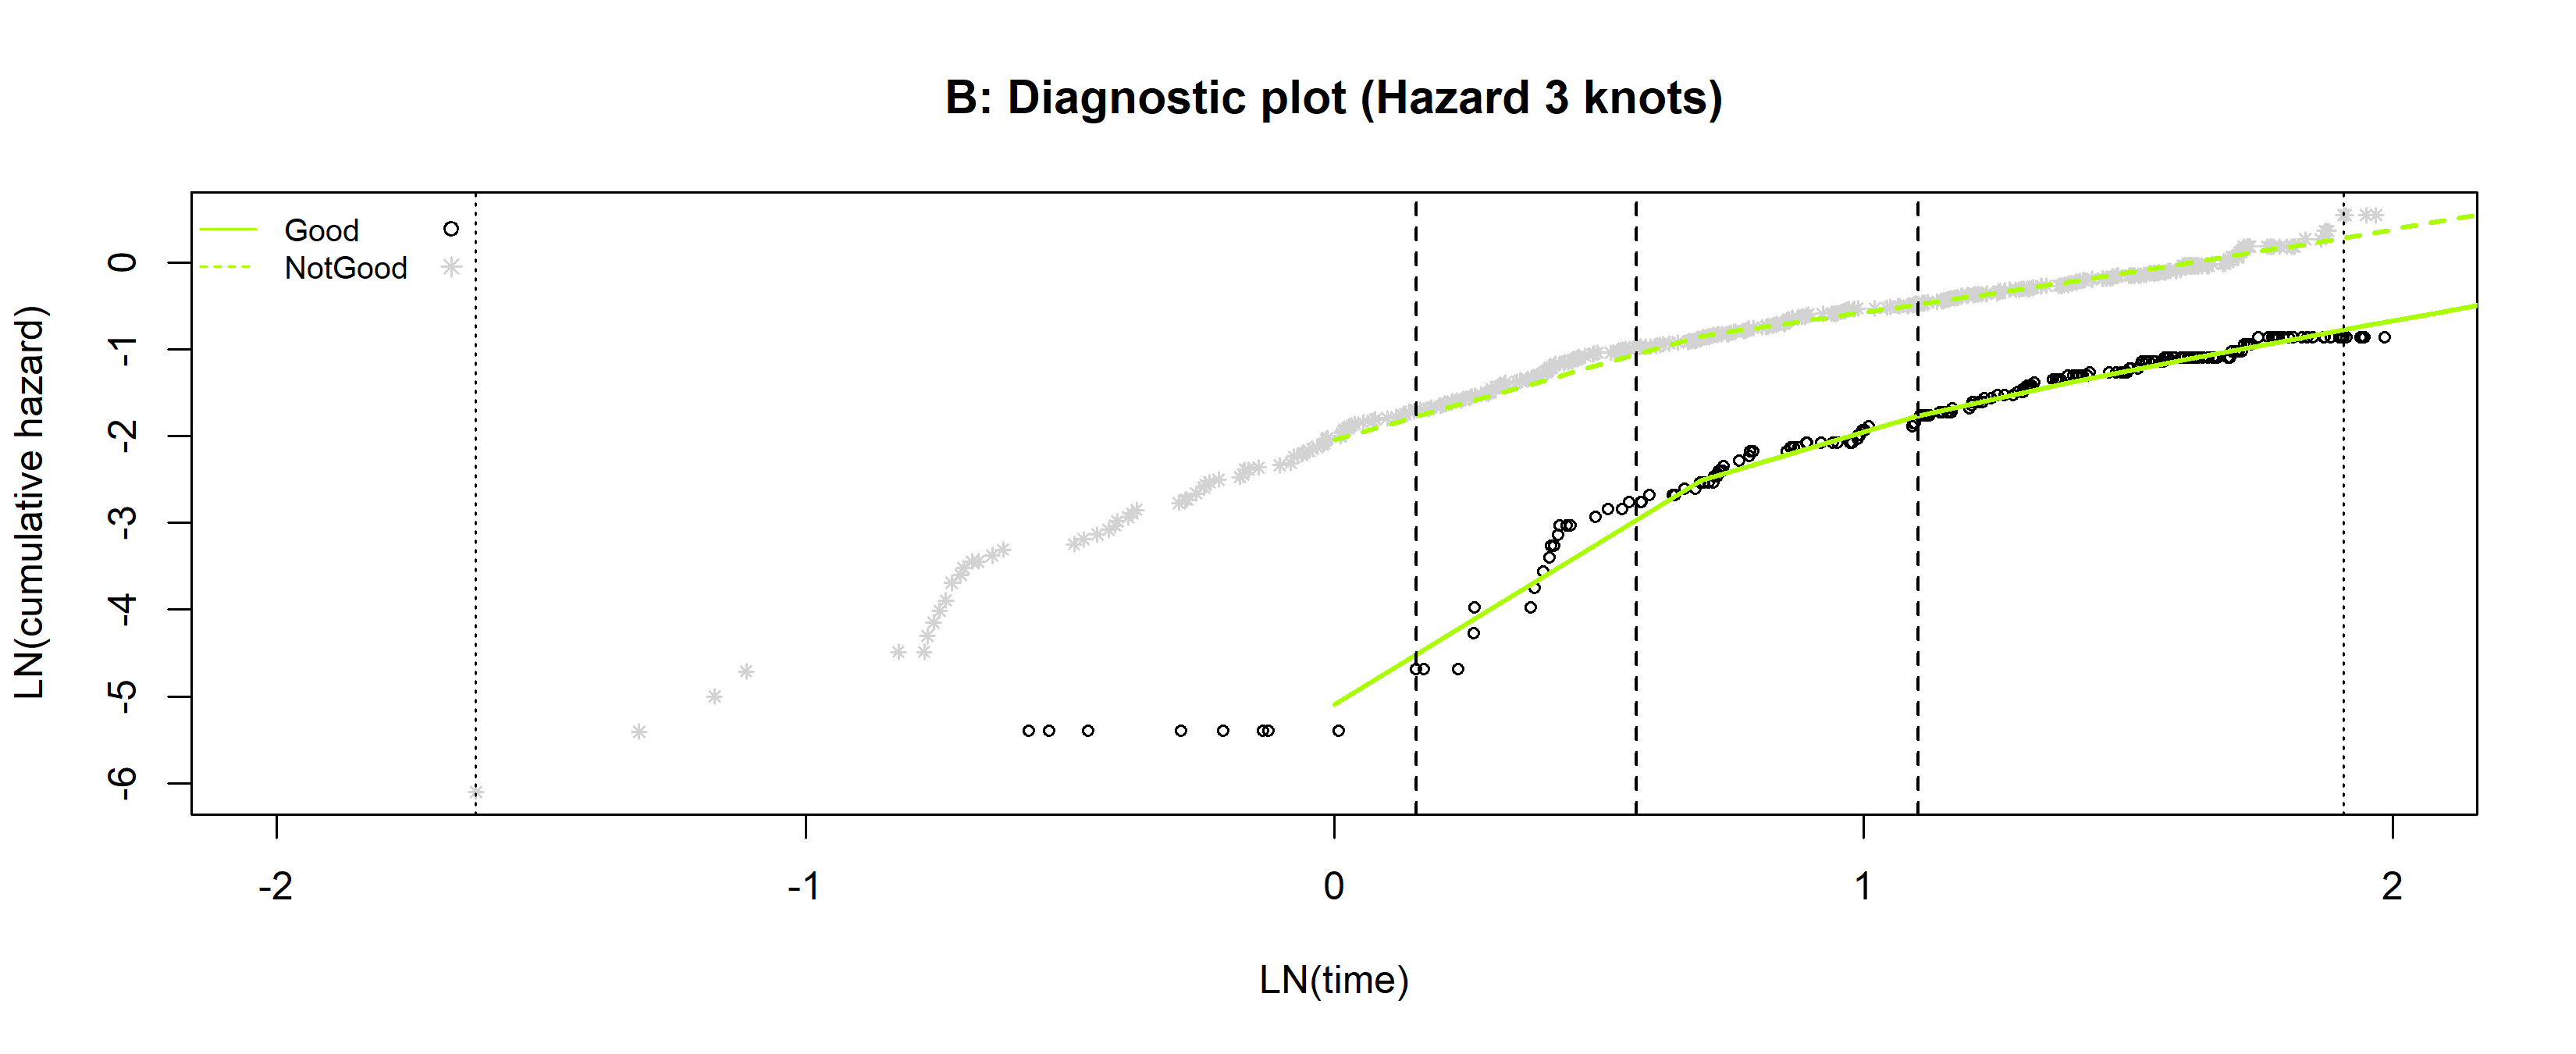 B: Diagnostic plot (Hazard 3 knots)
Good
NotGood
LN(cumulative hazard)
0
-1
-2
-3
-4
-5
-6
-2
-1
0
1
2
LN(time)